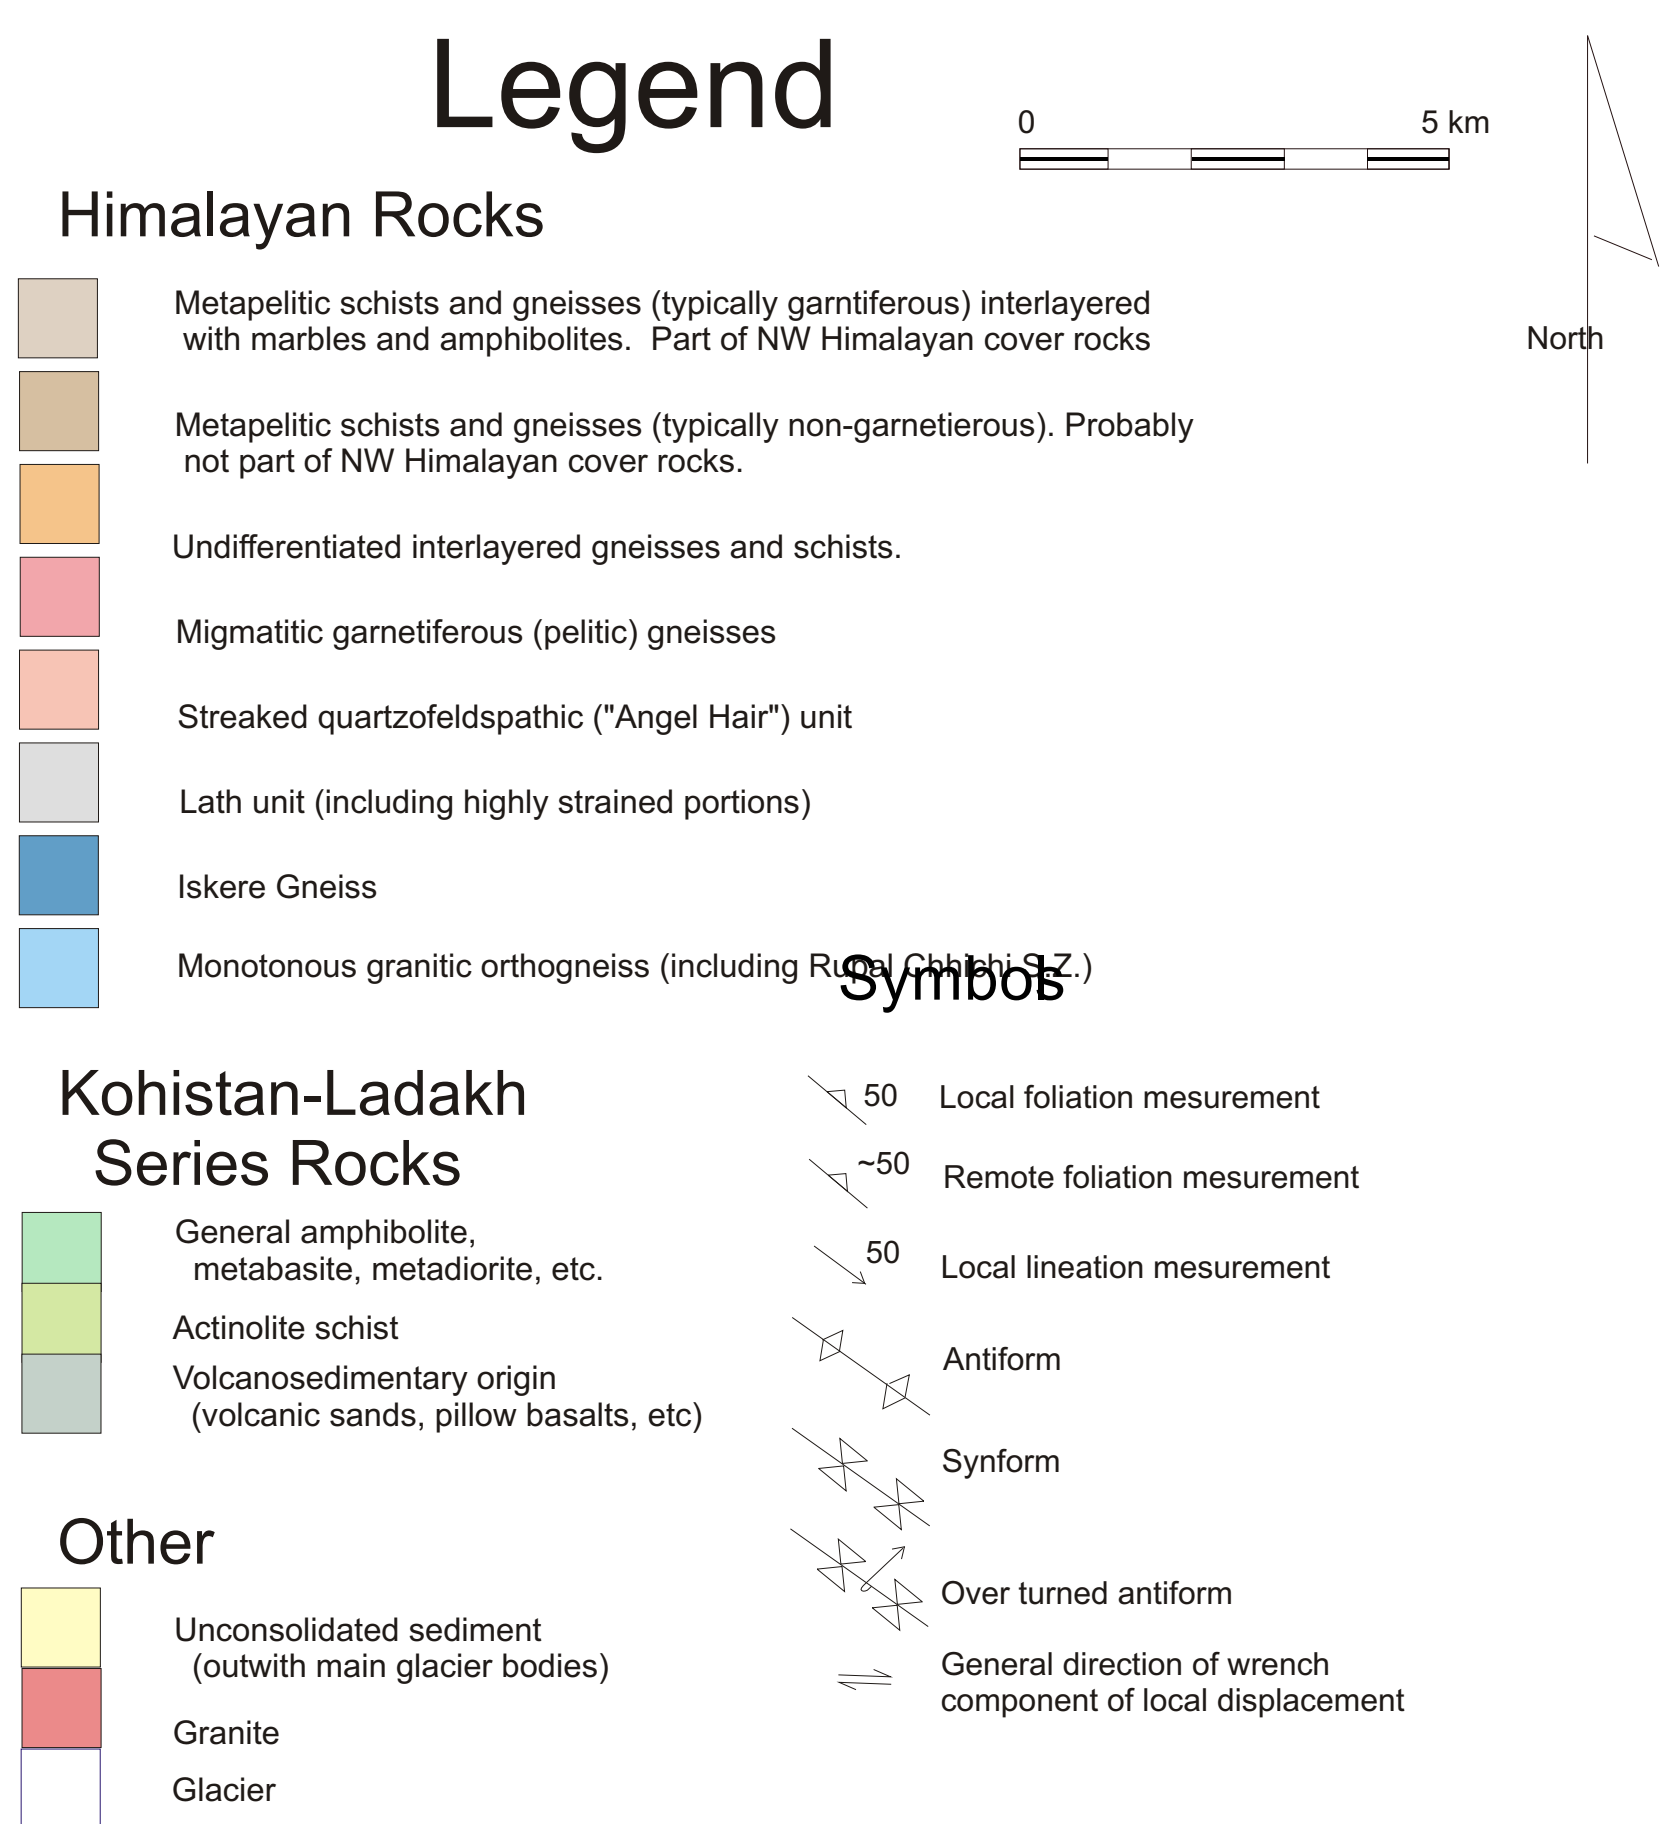 Legend
0 5 km
North
Himalayan Rocks
Metapelitic schists and gneisses (typically garntiferous) interlayered
with marbles and amphibolites. Part of NW Himalayan cover rocks
Metapelitic schists and gneisses (typically non-garnetierous). Probably
not part of NW Himalayan cover rocks.
Undifferentiated interlayered gneisses and schists.
Migmatitic garnetiferous (pelitic) gneisses
Streaked quartzofeldspathic ("Angel Hair") unit
Lath unit (including highly strained portions)
Iskere Gneiss
Monotonous granitic orthogneiss (including Rupal Chhichi S.Z.)
Kohistan-Ladakh
Series Rocks
General amphibolite,
metabasite, metadiorite, etc.
Actinolite schist
Volcanosedimentary origin
(volcanic sands, pillow basalts, etc)
Other
Unconsolidated sediment
(outwith main glacier bodies)
Granite
Glacier
Symbols
50 Local foliation mesurement
~50 Remote foliation mesurement
50 Local lineation mesurement
Antiform
Synform
Over turned antiform
General direction of wrench
component of local displacement